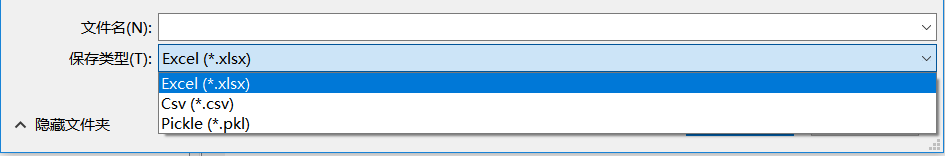 文件名(N):
保存类型(T): Excel (*.xlsx)
Excel (*.xlsx)
Csv (*.csv)
Pickle (*.pkl)
隐藏文件夹